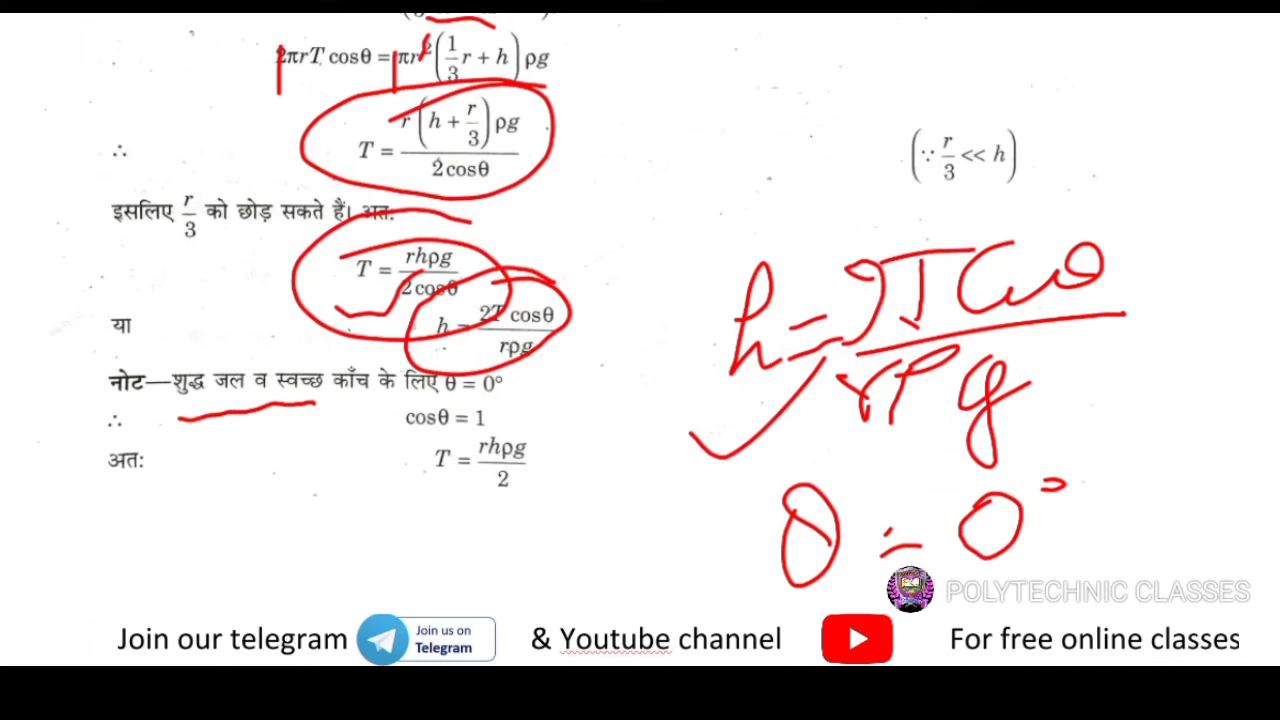 2πrT cosθ = πr² (1/3 r + h) ρg
∴ T = r(h + r/3)ρg / 2cosθ (∵ r/3 << h)
इसलिए r/3 को छोड़ सकते हैं। अत:
T = rhρg / 2cosθ
या h = 2T cosθ / rρg
h = 2T Cosθ / rρg
नोट—शुद्ध जल व स्वच्छ काँच के लिए θ = 0°
∴ cosθ = 1
अत: T = rhρg / 2
θ = 0°
POLYTECHNIC CLASSES
Join our telegram Join us on Telegram & Youtube channel For free online classes